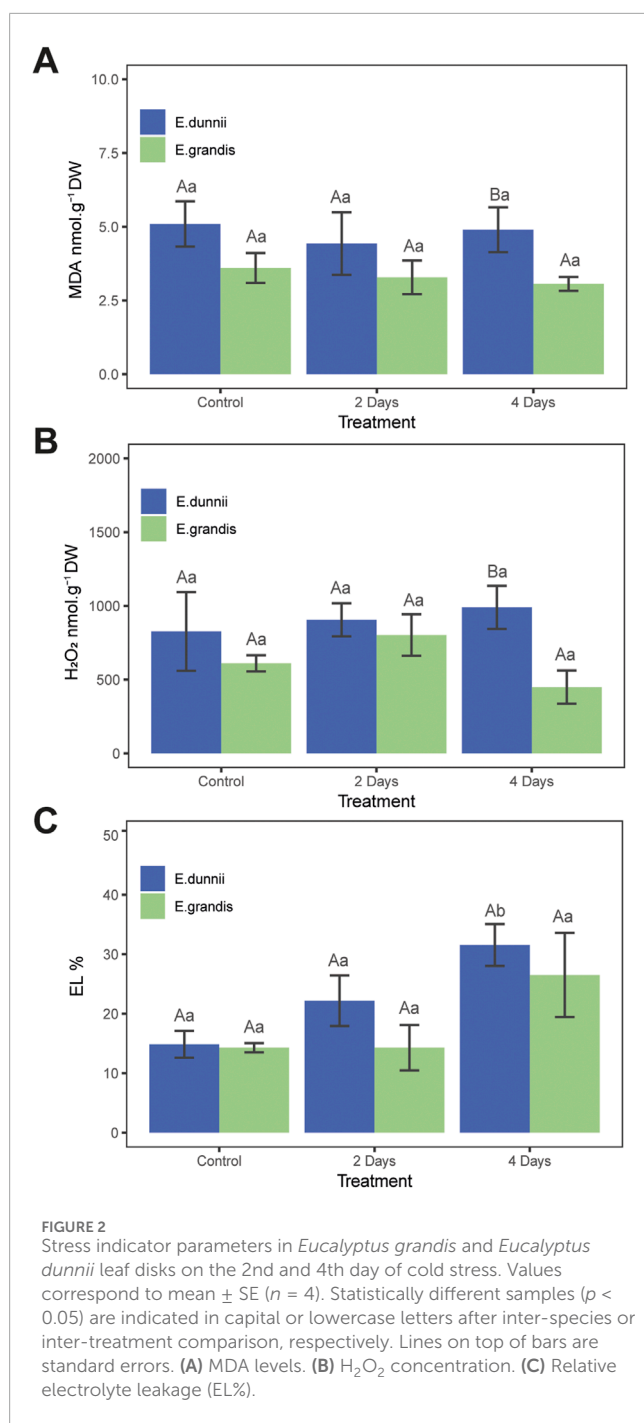 A
10.0
E.dunnii
7.5
E.grandis
Aa
Aa
Ba
MDA nmol.g⁻¹ DW
5.0
Aa
Aa
Aa
2.5
0.0
Control
2 Days
4 Days
Treatment
B
2000
E.dunnii
1500
E.grandis
H₂O₂ nmol.g⁻¹ DW
Aa
Aa
Ba
Aa
1000
Aa
Aa
500
0
Control
2 Days
4 Days
Treatment
C
50
E.dunnii
40
E.grandis
Ab
Aa
30
EL %
Aa
20
Aa
Aa
Aa
10
0
Control
2 Days
4 Days
Treatment
FIGURE 2
Stress indicator parameters in Eucalyptus grandis and Eucalyptus
dunnii leaf disks on the 2nd and 4th day of cold stress. Values
correspond to mean ± SE (n = 4). Statistically different samples (p <
0.05) are indicated in capital or lowercase letters after inter-species or
inter-treatment comparison, respectively. Lines on top of bars are
standard errors. (A) MDA levels. (B) H₂O₂ concentration. (C) Relative
electrolyte leakage (EL%).